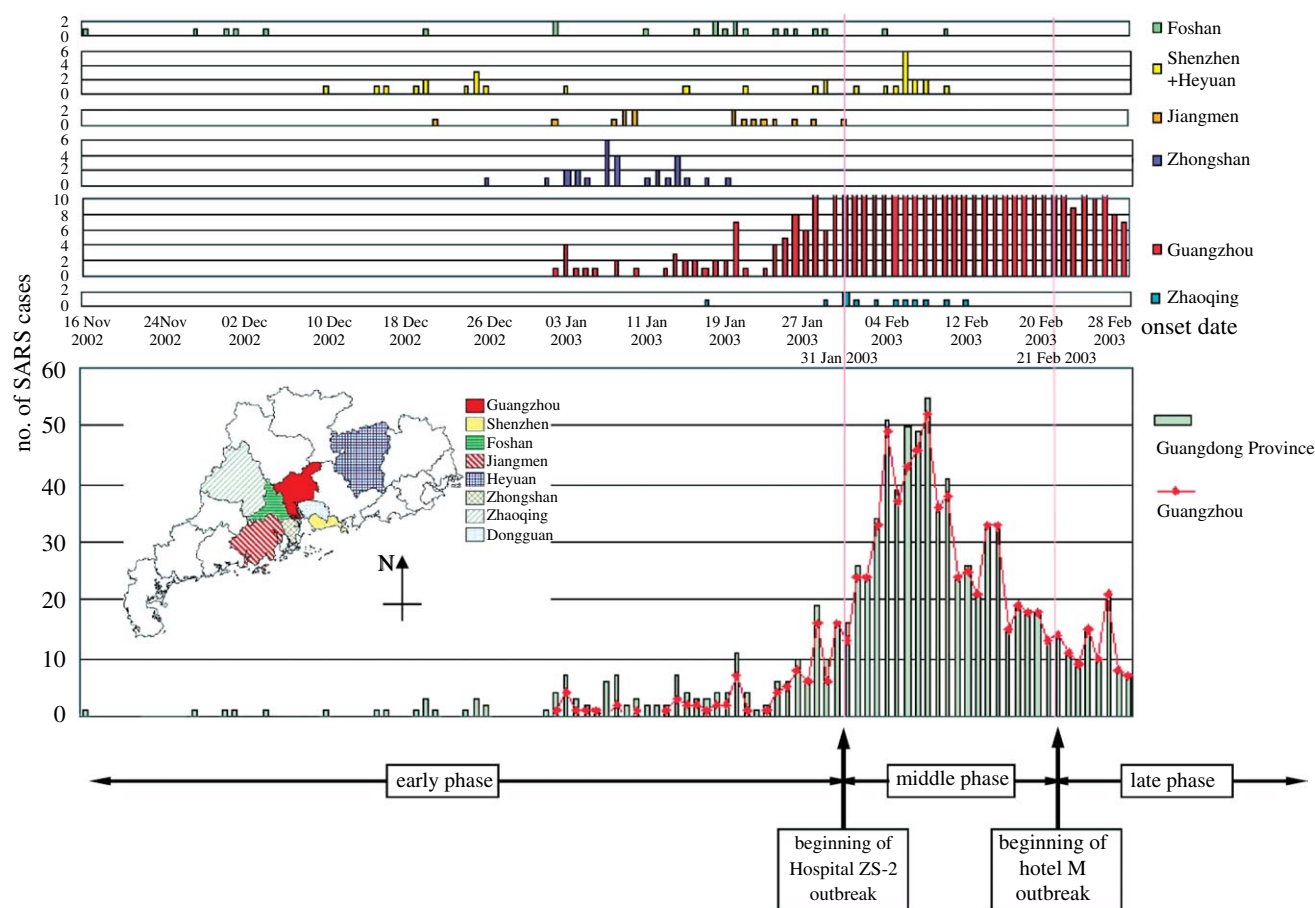 no. of SARS cases
2
0
Foshan
6
4
2
0
Shenzhen
+Heyuan
2
0
Jiangmen
6
4
2
0
Zhongshan
10
8
6
4
2
0
Guangzhou
2
0
Zhaoqing
16 Nov 24Nov 02 Dec 10 Dec 18 Dec 26 Dec 03 Jan 11 Jan 19 Jan 27 Jan 04 Feb 12 Feb 20 Feb 28 Feb
2002 2002 2002 2002 2002 2002 2003 2003 2003 2003 2003 2003 2003 2003
onset date
31 Jan 2003 21 Feb 2003
60
50
40
30
20
10
0
Guangzhou
Shenzhen
Foshan
Jiangmen
Heyuan
Zhongshan
Zhaoqing
Dongguan
N
Guangdong Province
Guangzhou
early phase
middle phase
late phase
beginning of
Hospital ZS-2
outbreak
beginning of
hotel M
outbreak